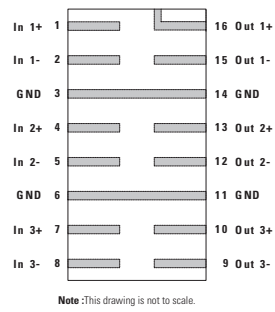 In 1+ 1 16 Out 1+
In 1- 2 15 Out 1-
GND 3 14 GND
In 2+ 4 13 Out 2+
In 2- 5 12 Out 2-
GND 6 11 GND
In 3+ 7 10 Out 3+
In 3- 8 9 Out 3-
Note :This drawing is not to scale.